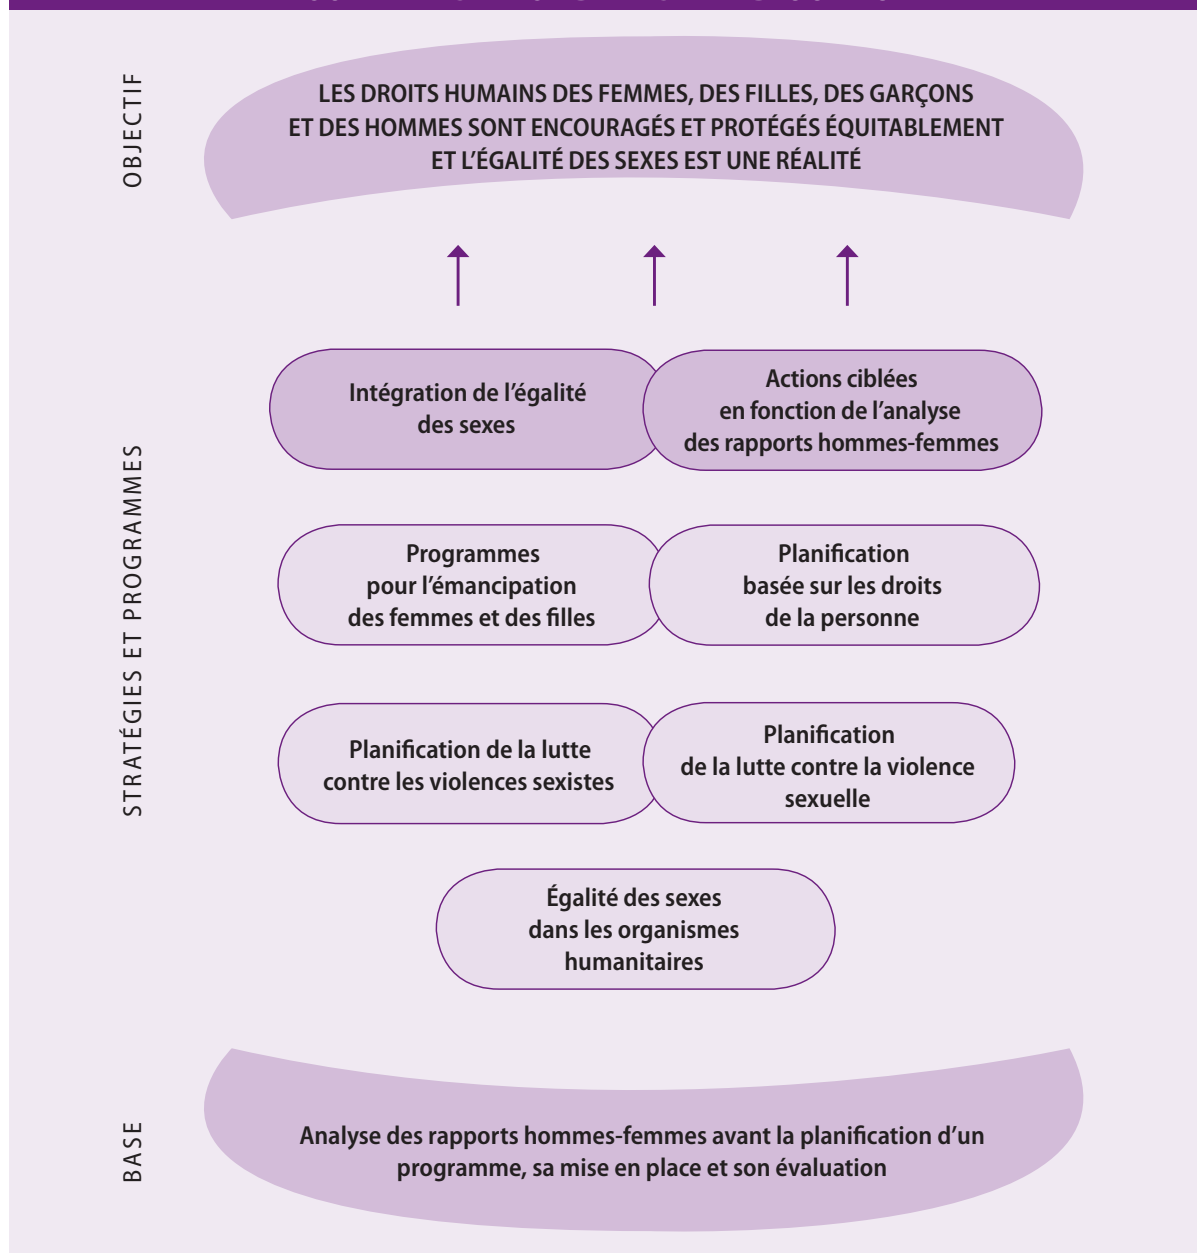 OBJECTIF
LES DROITS HUMAINS DES FEMMES, DES FILLES, DES GARÇONS
ET DES HOMMES SONT ENCOURAGÉS ET PROTÉGÉS ÉQUITABLEMENT
ET L’ÉGALITÉ DES SEXES EST UNE RÉALITÉ
STRATÉGIES ET PROGRAMMES
Intégration de l’égalité
des sexes
Actions ciblées
en fonction de l’analyse
des rapports hommes-femmes
Programmes
pour l’émancipation
des femmes et des filles
Planification
basée sur les droits
de la personne
Planification de la lutte
contre les violences sexistes
Planification
de la lutte contre la violence
sexuelle
Égalité des sexes
dans les organismes
humanitaires
BASE
Analyse des rapports hommes-femmes avant la planification d’un
programme, sa mise en place et son évaluation